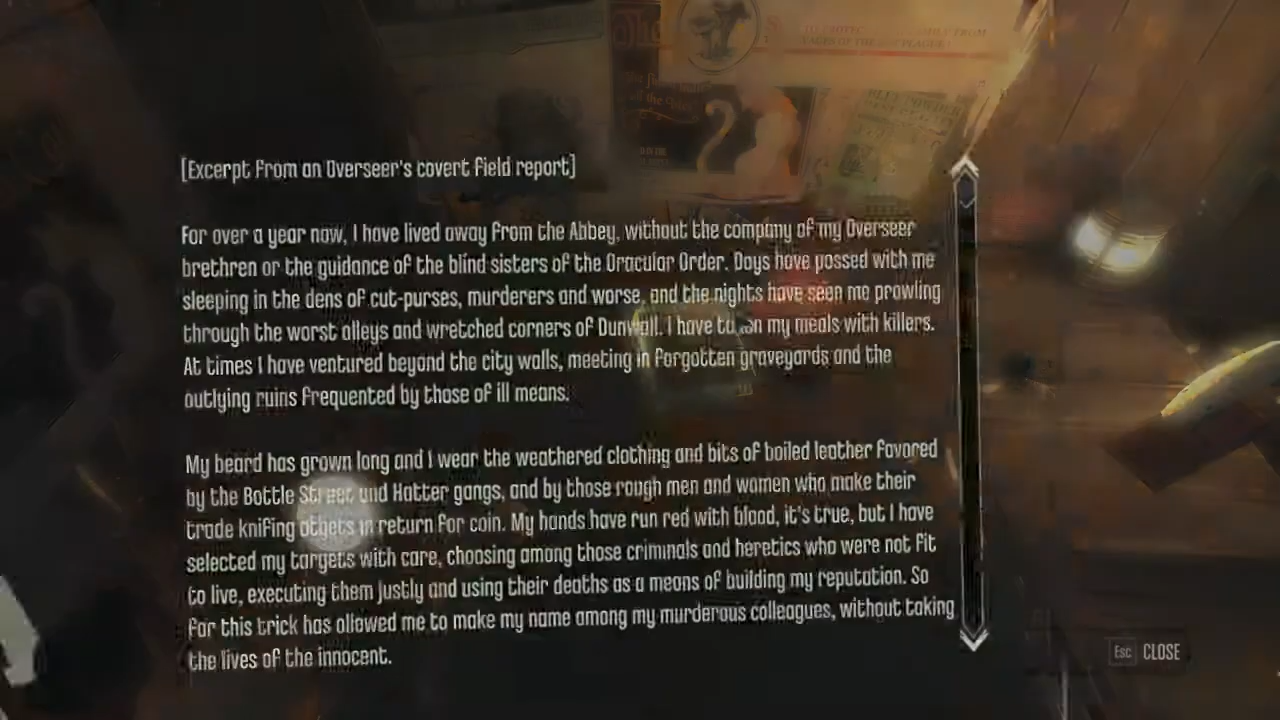 [Excerpt from an Overseer's covert field report]
For over a year now, I have lived away from the Abbey, without the company of my Overseer
brethren or the guidance of the blind sisters of the Oracular Order. Days have passed with me
sleeping in the dens of cut-purses, murderers and worse, and the nights have seen me prowling
through the worst alleys and wretched corners of Dunwall. I have taken my meals with killers.
At times I have ventured beyond the city walls, meeting in forgotten graveyards and the
outlying ruins frequented by those of ill means.
My beard has grown long and I wear the weathered clothing and bits of boiled leather favored
by the Bottle Street and Hatter gangs, and by those rough men and women who make their
trade knifing others in return for coin. My hands have run red with blood, it's true, but I have
selected my targets with care, choosing among those criminals and heretics who were not fit
to live, executing them justly and using their deaths as a means of building my reputation. So
far this trick has allowed me to make my name among my murderous colleagues, without taking
the lives of the innocent.
Esc CLOSE